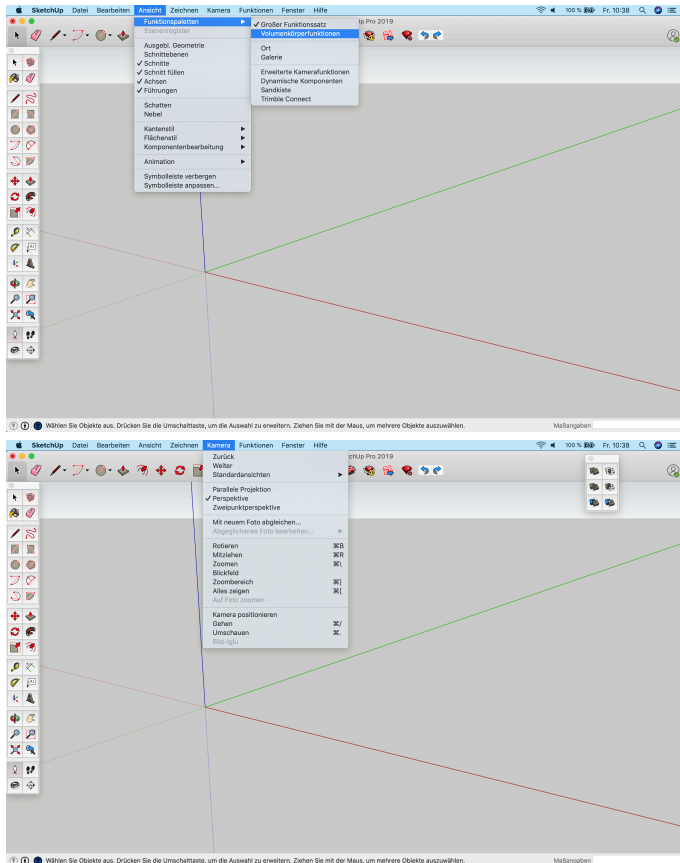 SketchUp Datei Bearbeiten Ansicht Zeichnen Kamera Funktionen Fenster Hilfe 100 % Fr. 10:38
Up Pro 2019
Funktionspaletten
Szenenregister
Ausgebl. Geometrie
Schnittebenen
✓ Schnitte
✓ Schnitt füllen
✓ Achsen
✓ Führungen
Schatten
Nebel
Kantenstil
Flächenstil
Komponentenbearbeitung
Animation
Symbolleiste verbergen
Symbolleiste anpassen...
✓ Großer Funktionssatz
Volumenkörperfunktionen
Ort
Galerie
Erweiterte Kamerafunktionen
Dynamische Komponenten
Sandkiste
Trimble Connect
Wählen Sie Objekte aus. Drücken Sie die Umschalttaste, um die Auswahl zu erweitern. Ziehen Sie mit der Maus, um mehrere Objekte auszuwählen. Maßangaben
SketchUp Datei Bearbeiten Ansicht Zeichnen Kamera Funktionen Fenster Hilfe 100 % Fr. 10:38
chUp Pro 2019
Zurück
Weiter
Standardansichten
Parallele Projektion
✓ Perspektive
Zweipunktperspektive
Mit neuem Foto abgleichen...
Abgeglichenes Foto bearbeiten...
Rotieren ⌘B
Mitziehen ⌘R
Zoomen ⌘\
Blickfeld
Zoombereich ⌘]
Alles zeigen ⌘[
Auf Foto zoomen
Kamera positionieren
Gehen ⌘/
Umschauen ⌘.
Bild-Iglu
Wählen Sie Objekte aus. Drücken Sie die Umschalttaste, um die Auswahl zu erweitern. Ziehen Sie mit der Maus, um mehrere Objekte auszuwählen. Maßangaben